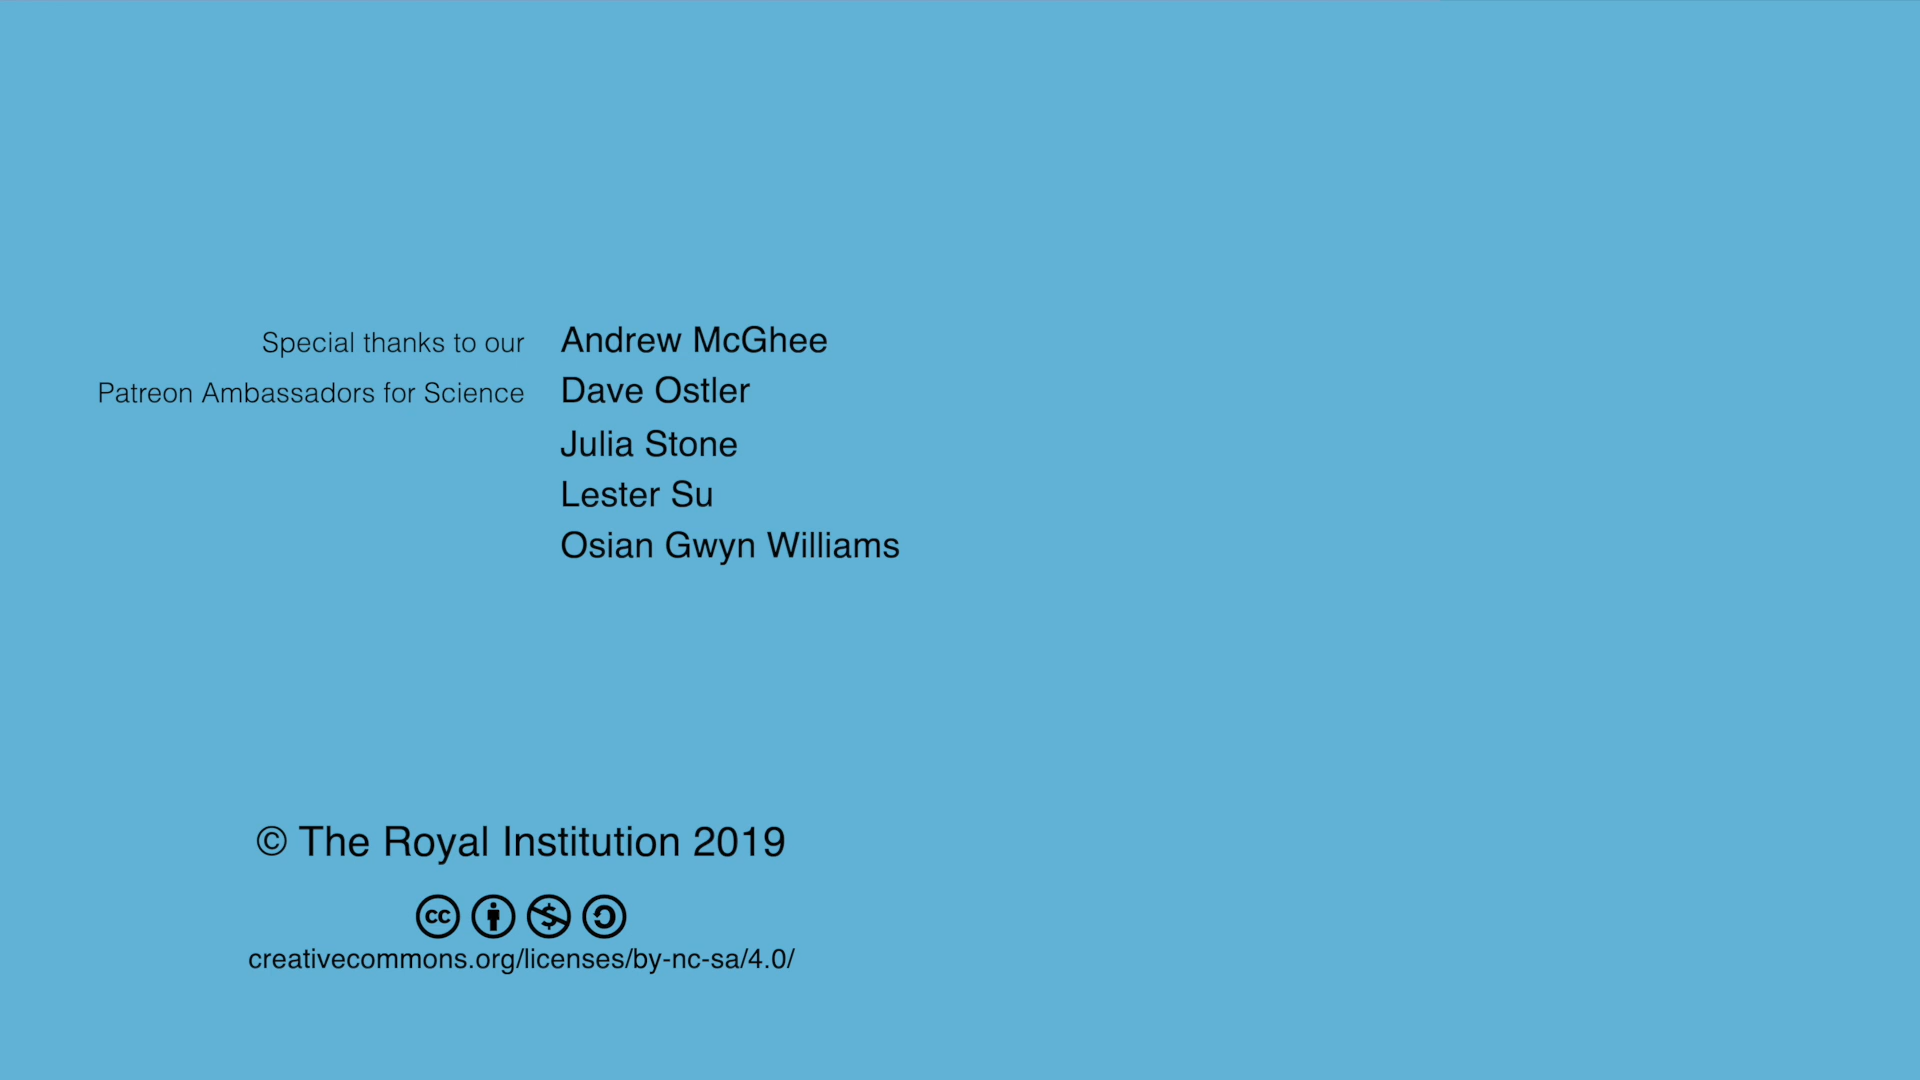 Special thanks to our Andrew McGhee
Patreon Ambassadors for Science Dave Ostler
Julia Stone
Lester Su
Osian Gwyn Williams
© The Royal Institution 2019
cc
creativecommons.org/licenses/by-nc-sa/4.0/